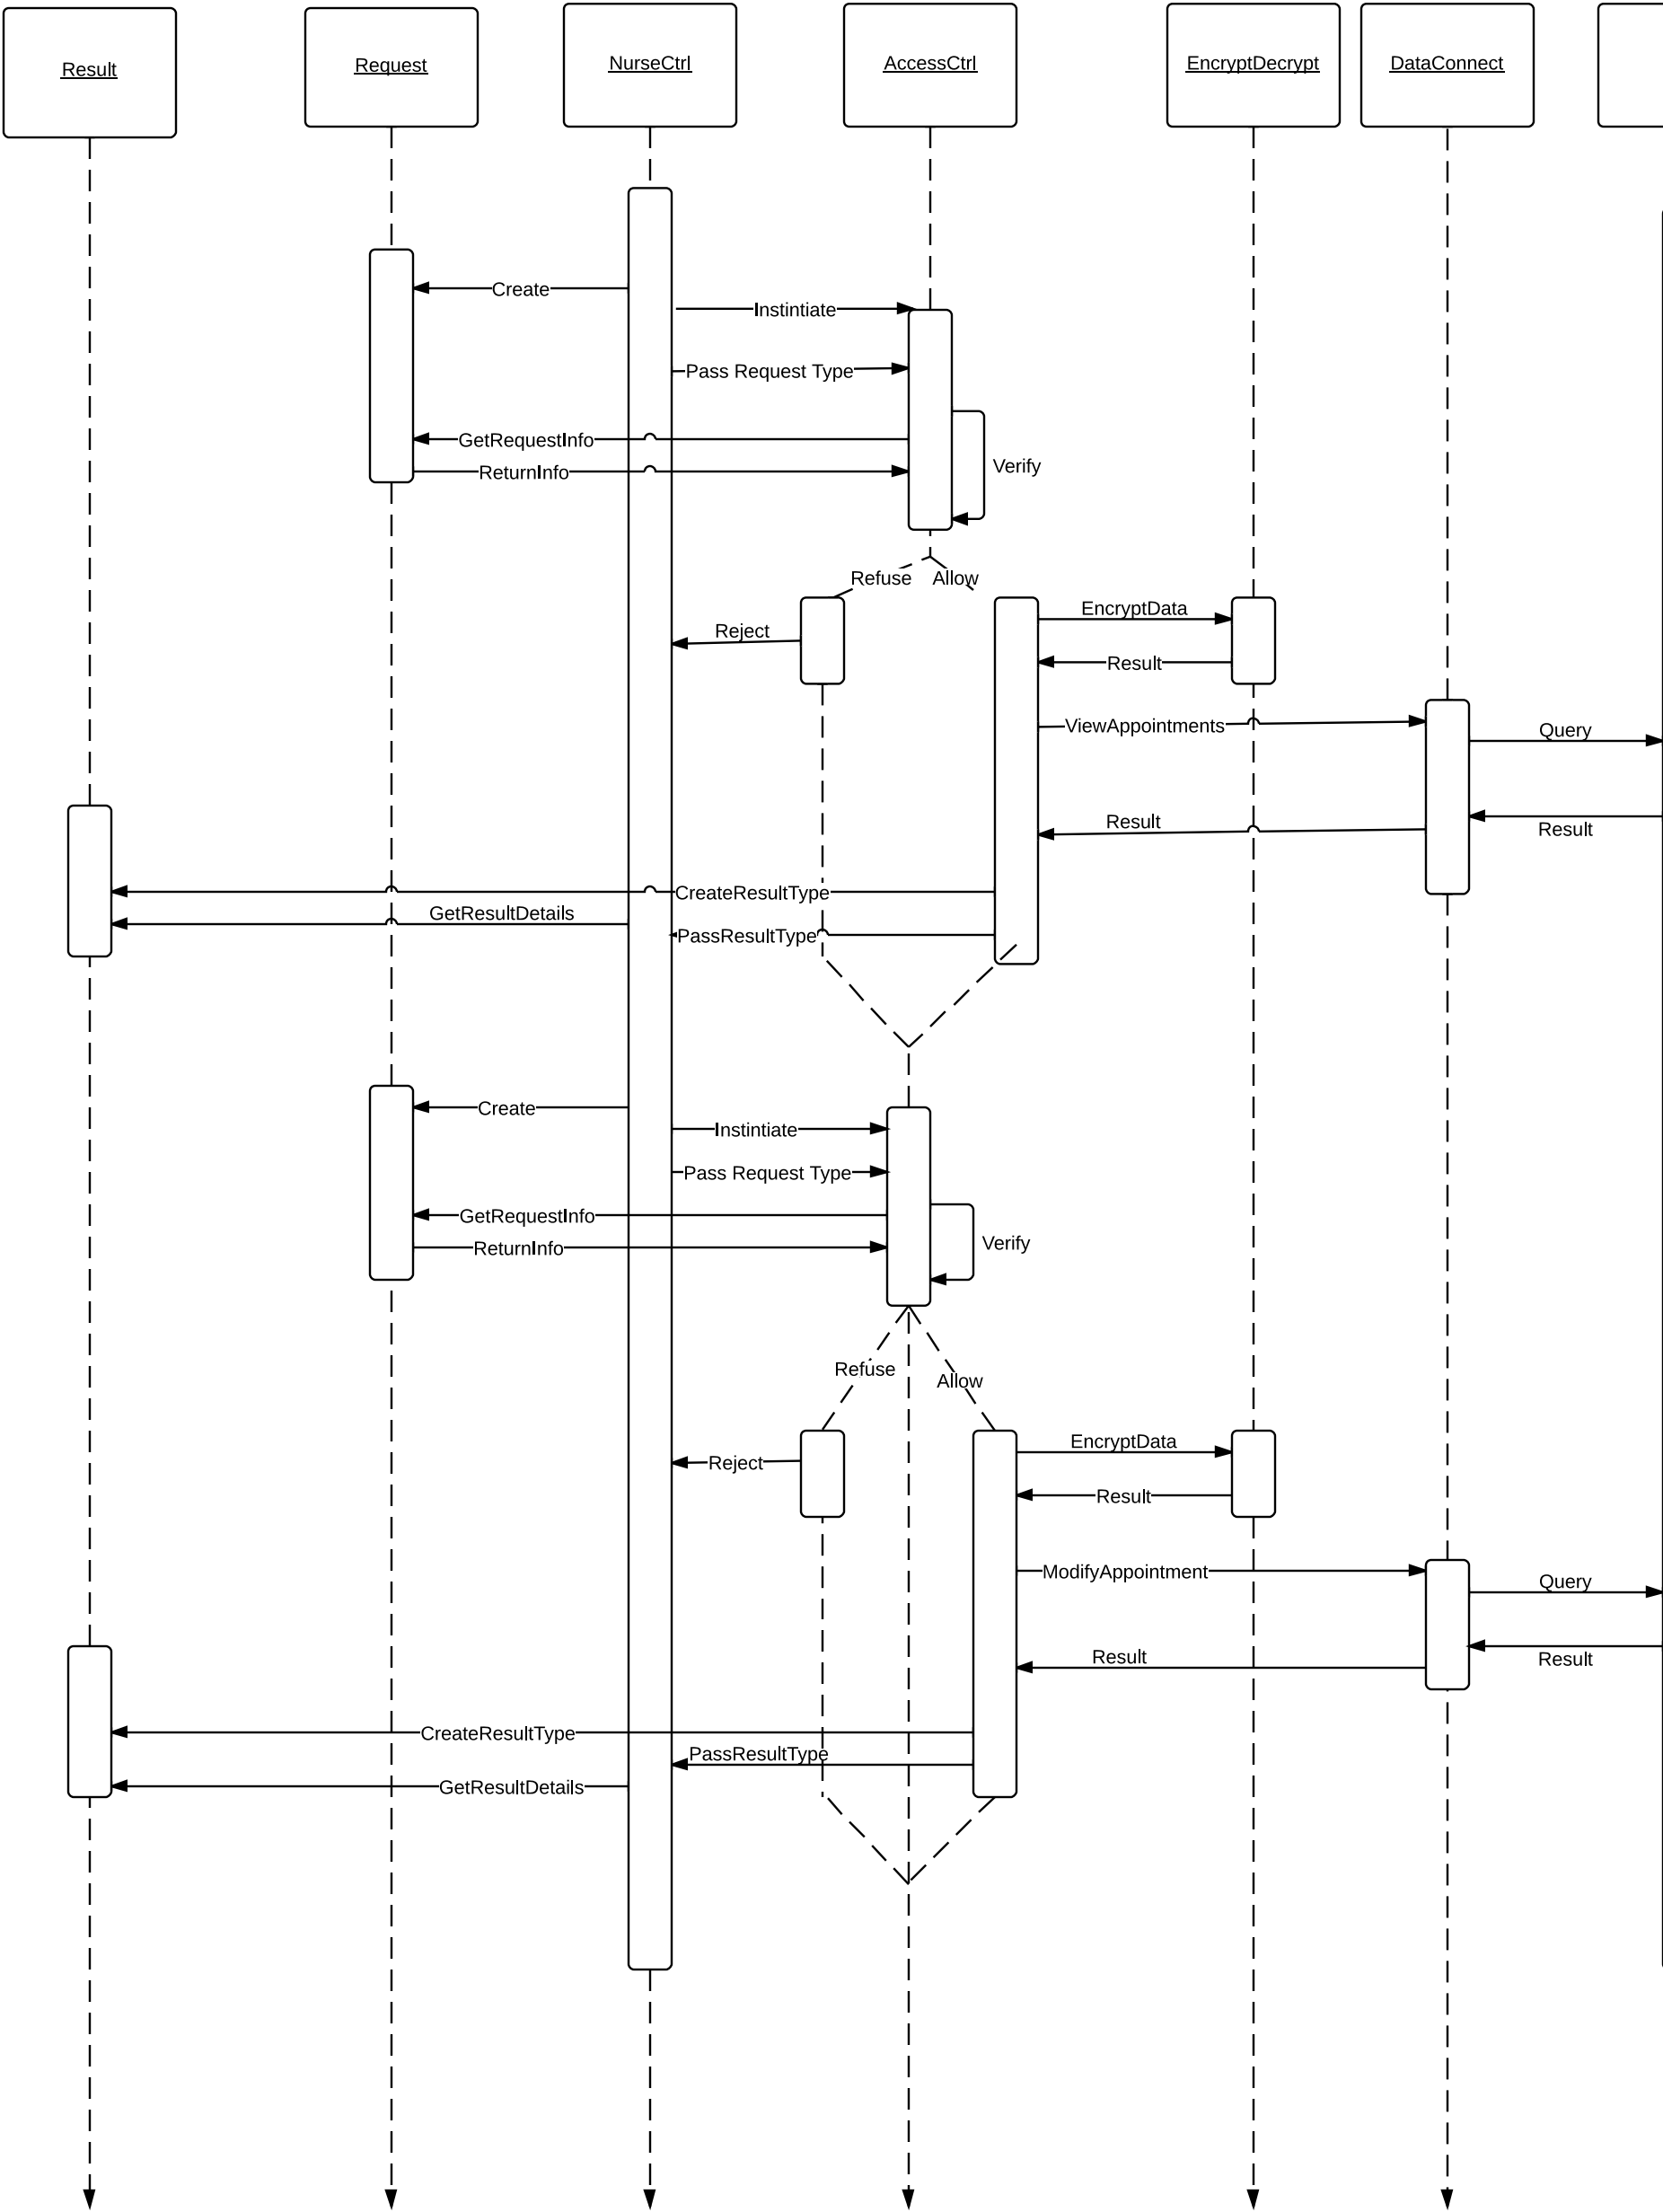 Result
Request
NurseCtrl
AccessCtrl
EncryptDecrypt
DataConnect
Create
Instintiate
Pass Request Type
GetRequestInfo
Verify
ReturnInfo
Refuse
Allow
EncryptData
Reject
Result
ViewAppointments
Query
Result
Result
CreateResultType
GetResultDetails
PassResultType
Create
Instintiate
Pass Request Type
GetRequestInfo
Verify
ReturnInfo
Refuse
Allow
EncryptData
Reject
Result
ModifyAppointment
Query
Result
Result
CreateResultType
PassResultType
GetResultDetails